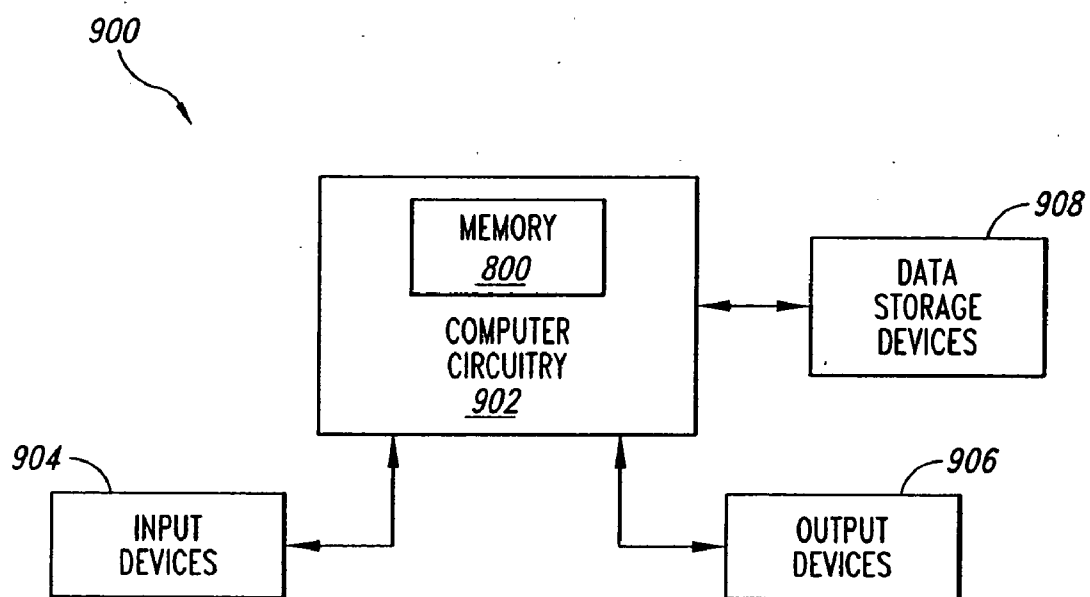 900
MEMORY
800
COMPUTER
CIRCUITRY
902
908
DATA
STORAGE
DEVICES
904
INPUT
DEVICES
906
OUTPUT
DEVICES